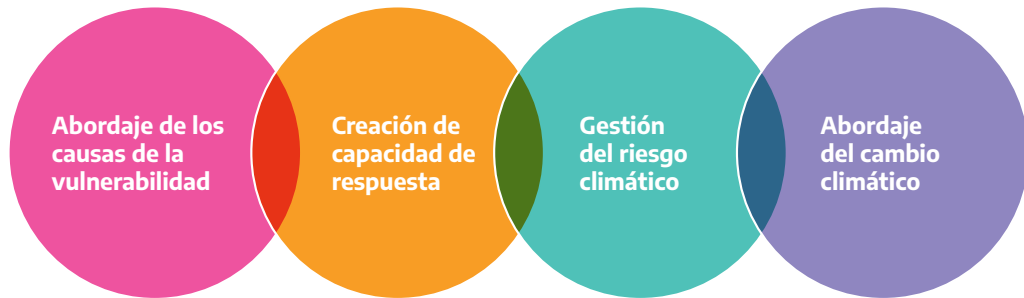 Abordaje de los
causas de la
vulnerabilidad
Creación de
capacidad de
respuesta
Gestión
del riesgo
climático
Abordaje
del cambio
climático